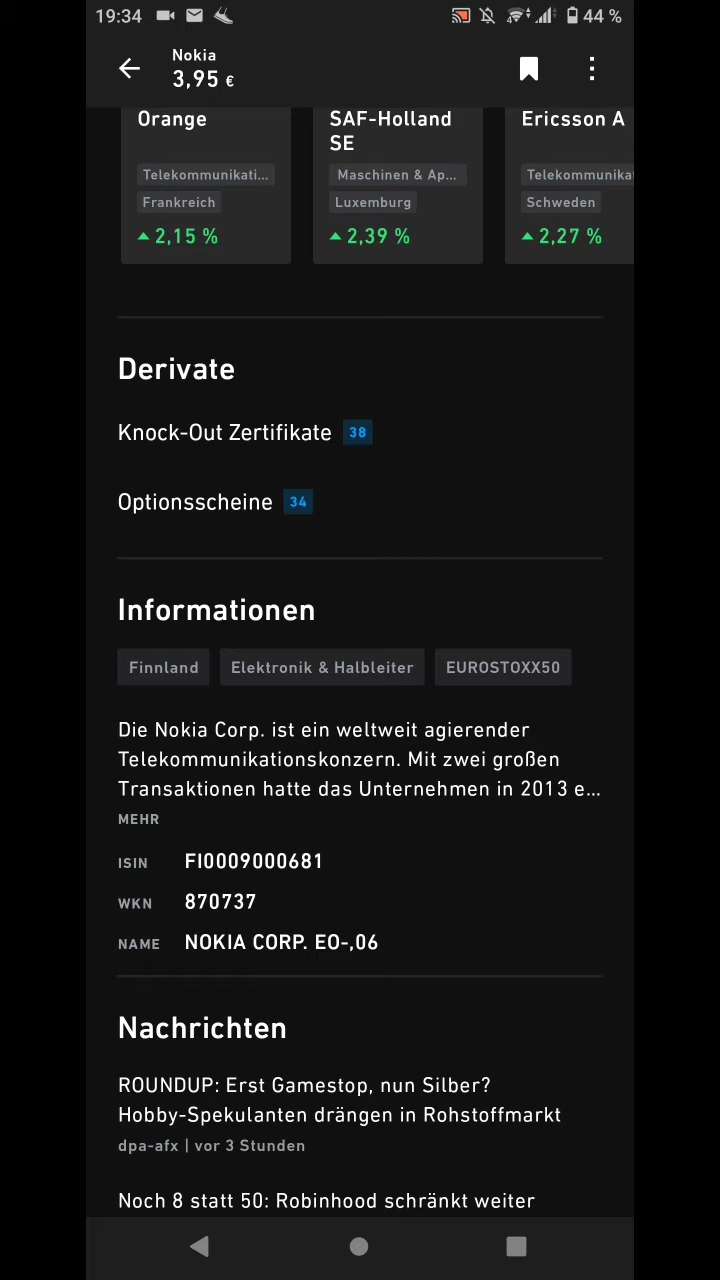 19:34
44 %
Nokia
3,95 €
Orange
SAF-Holland
SE
Ericsson A
Telekommunikati...
Maschinen & Ap...
Telekommunikat
Frankreich
Luxemburg
Schweden
2,15 %
2,39 %
2,27 %
Derivate
Knock-Out Zertifikate 38
Optionsscheine 34
Informationen
Finnland
Elektronik & Halbleiter
EUROSTOXX50
Die Nokia Corp. ist ein weltweit agierender
Telekommunikationskonzern. Mit zwei großen
Transaktionen hatte das Unternehmen in 2013 e...
MEHR
ISIN FI0009000681
WKN 870737
NAME NOKIA CORP. EO-,06
Nachrichten
ROUNDUP: Erst Gamestop, nun Silber?
Hobby-Spekulanten drängen in Rohstoffmarkt
dpa-afx | vor 3 Stunden
Noch 8 statt 50: Robinhood schränkt weiter